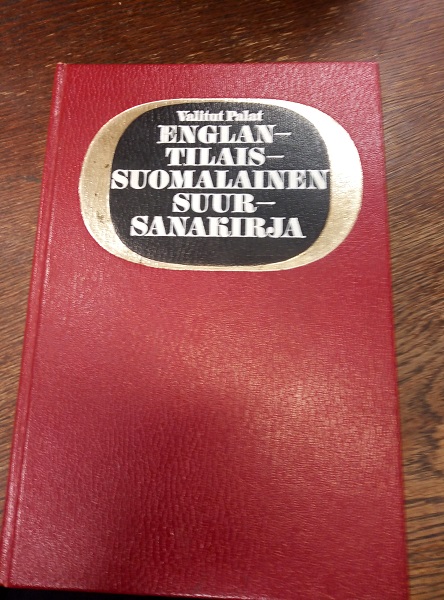 Valitut Palat
ENGLAN-
TILAIS-
SUOMALAINEN
SUUR-
SANAKIRJA